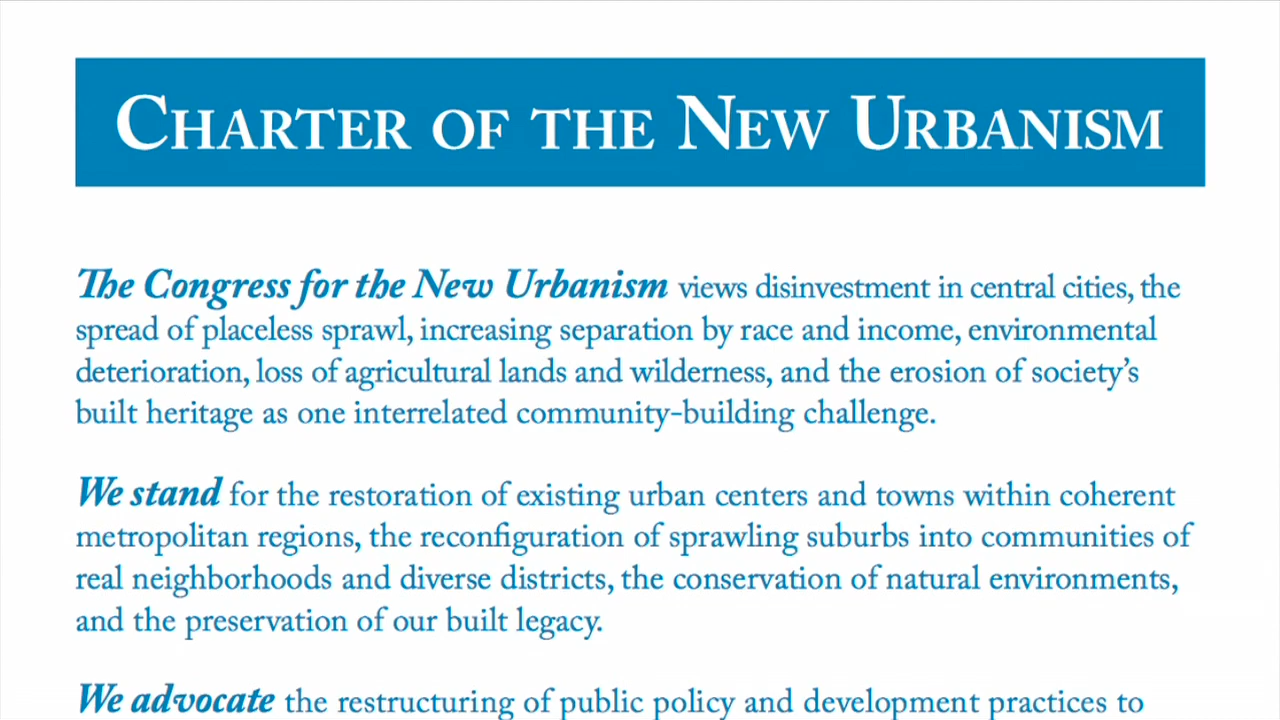 CHARTER OF THE NEW URBANISM
The Congress for the New Urbanism views disinvestment in central cities, the
spread of placeless sprawl, increasing separation by race and income, environmental
deterioration, loss of agricultural lands and wilderness, and the erosion of society’s
built heritage as one interrelated community-building challenge.
We stand for the restoration of existing urban centers and towns within coherent
metropolitan regions, the reconfiguration of sprawling suburbs into communities of
real neighborhoods and diverse districts, the conservation of natural environments,
and the preservation of our built legacy.
We advocate the restructuring of public policy and development practices to